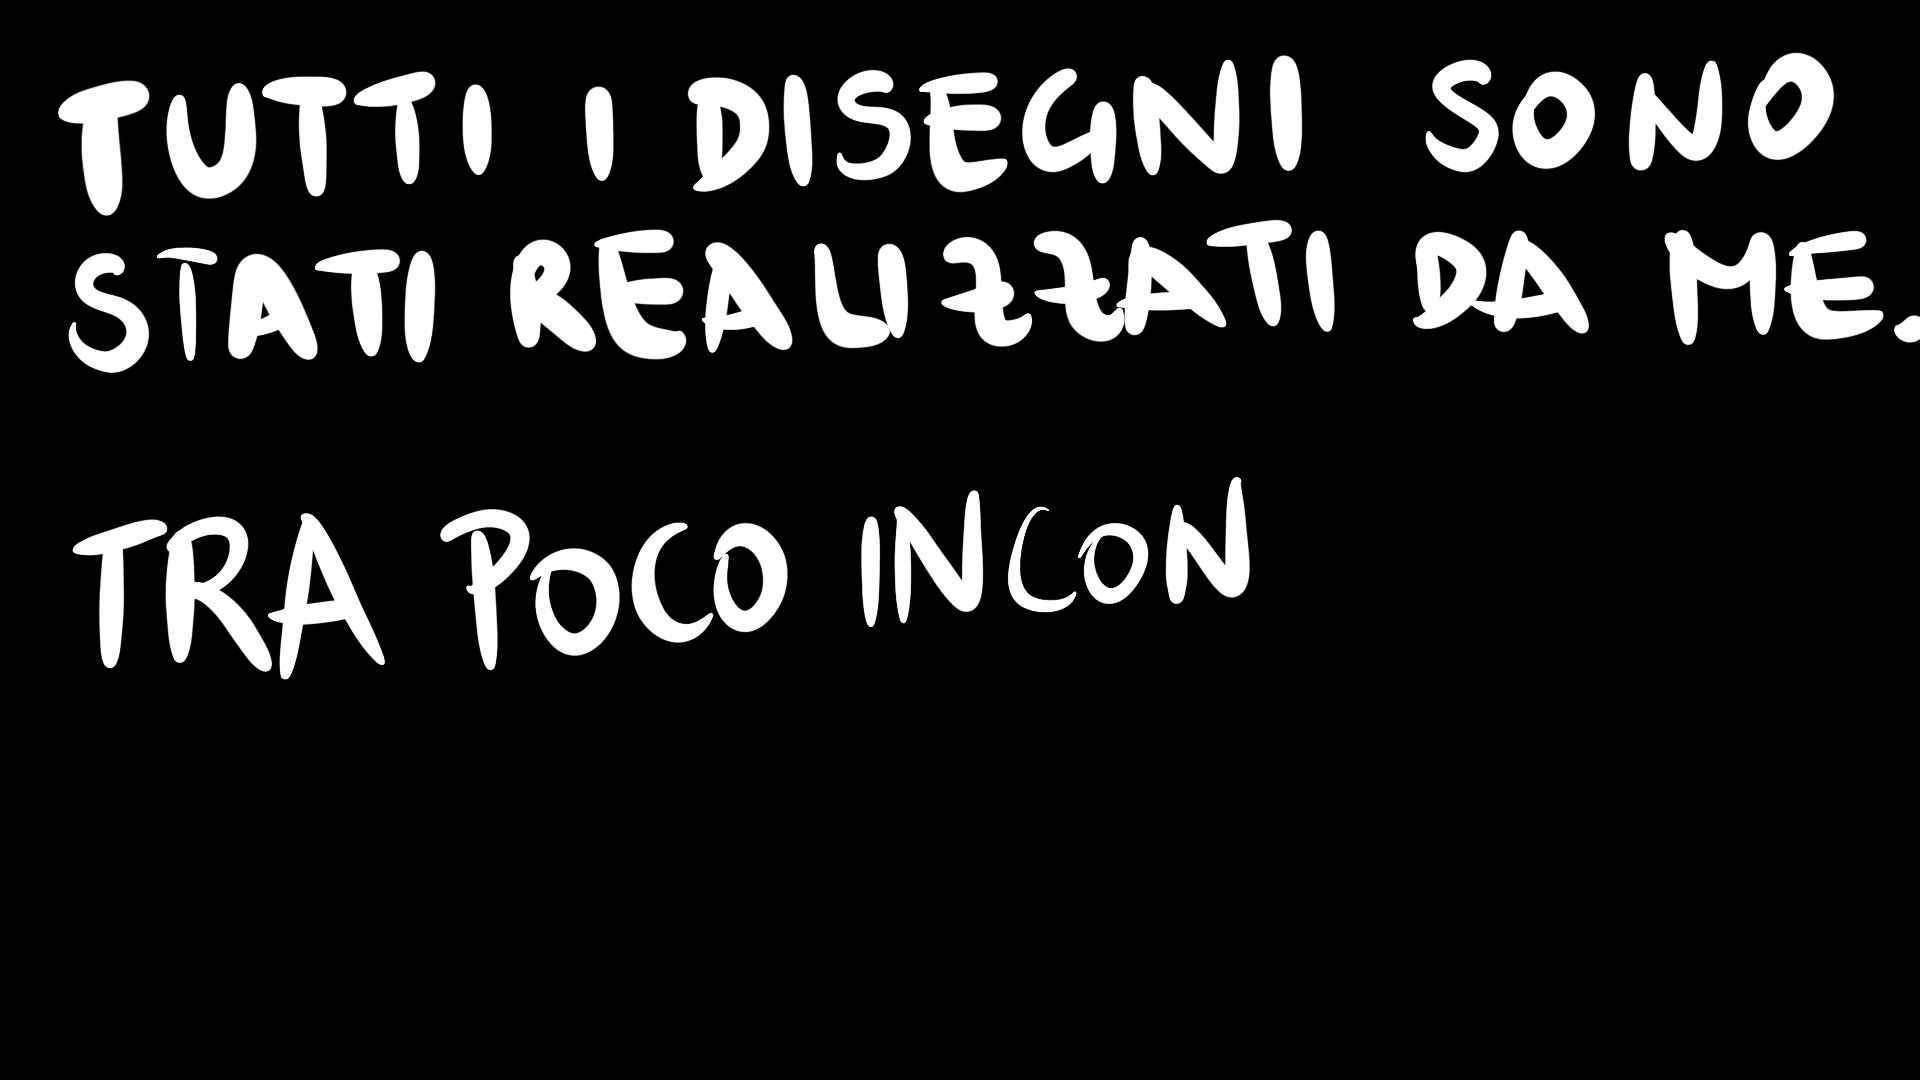 TUTTI I DISEGNI SONO
STATI REALIZZATI DA ME.
TRA POCO INCON